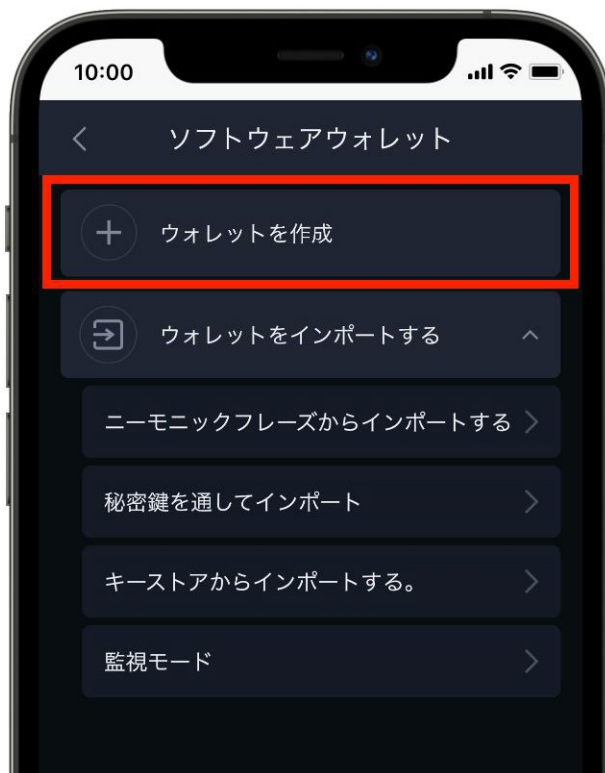 10:00
ソフトウェアウォレット
ウォレットを作成
ウォレットをインポートする
ニーモニックフレーズからインポートする
秘密鍵を通してインポート
キーストアからインポートする。
監視モード